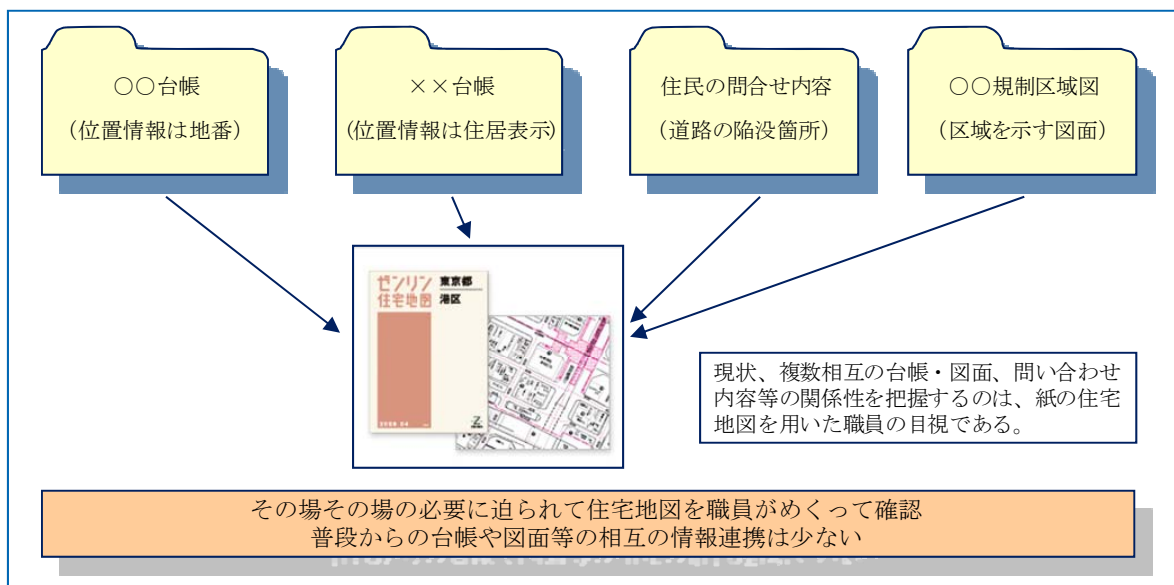 ○○台帳
(位置情報は地番)
××台帳
(位置情報は住居表示)
住民の問合せ内容
(道路の陥没箇所)
○○規制区域図
(区域を示す図面)
ゼンリン
住宅地図
東京都
港区
現状、複数相互の台帳・図面、問い合わせ
内容等の関係性を把握するのは、紙の住宅
地図を用いた職員の目視である。
その場その場の必要に迫られて住宅地図を職員がめくって確認
普段からの台帳や図面等の相互の情報連携は少ない